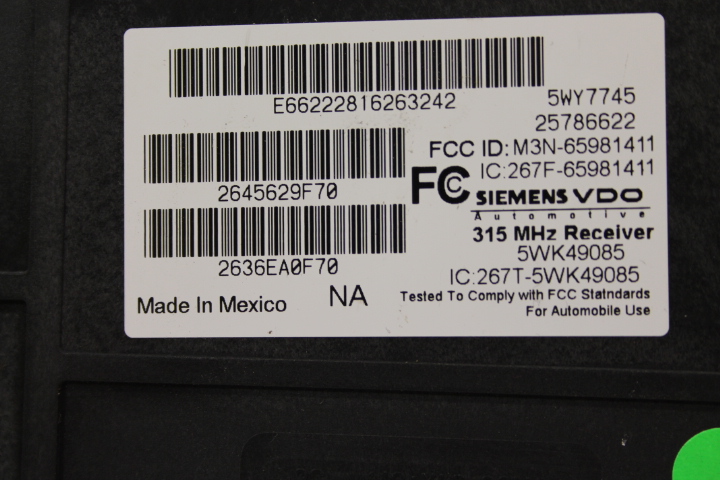 E66222816263242
5WY7745
25786622
FCC ID: M3N-65981411
IC:267F-65981411
2645629F70
FC
SIEMENS VDO
Automotive
315 MHz Receiver
2636EA0F70
5WK49085
IC:267T-5WK49085
Made In Mexico
NA
Tested To Comply with FCC Statndards
For Automobile Use